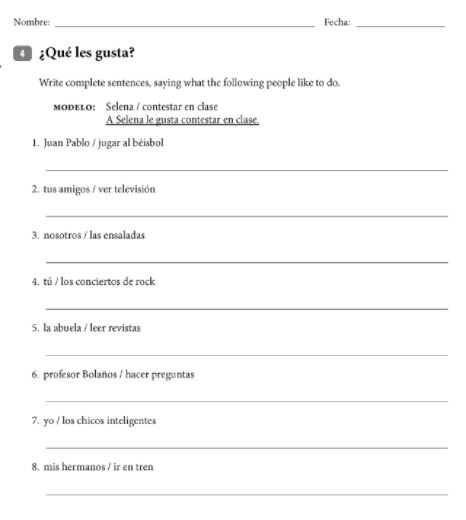 Nombre: Fecha:
4 ¿Qué les gusta?
Write complete sentences, saying what the following people like to do.
MODELO: Selena / contestar en clase
A Selena le gusta contestar en clase.
1. Juan Pablo / jugar al béisbol
2. tus amigos / ver televisión
3. nosotros / las ensaladas
4. tú / los conciertos de rock
5. la abuela / leer revistas
6. profesor Bolaños / hacer preguntas
7. yo / los chicos inteligentes
8. mis hermanos / ir en tren